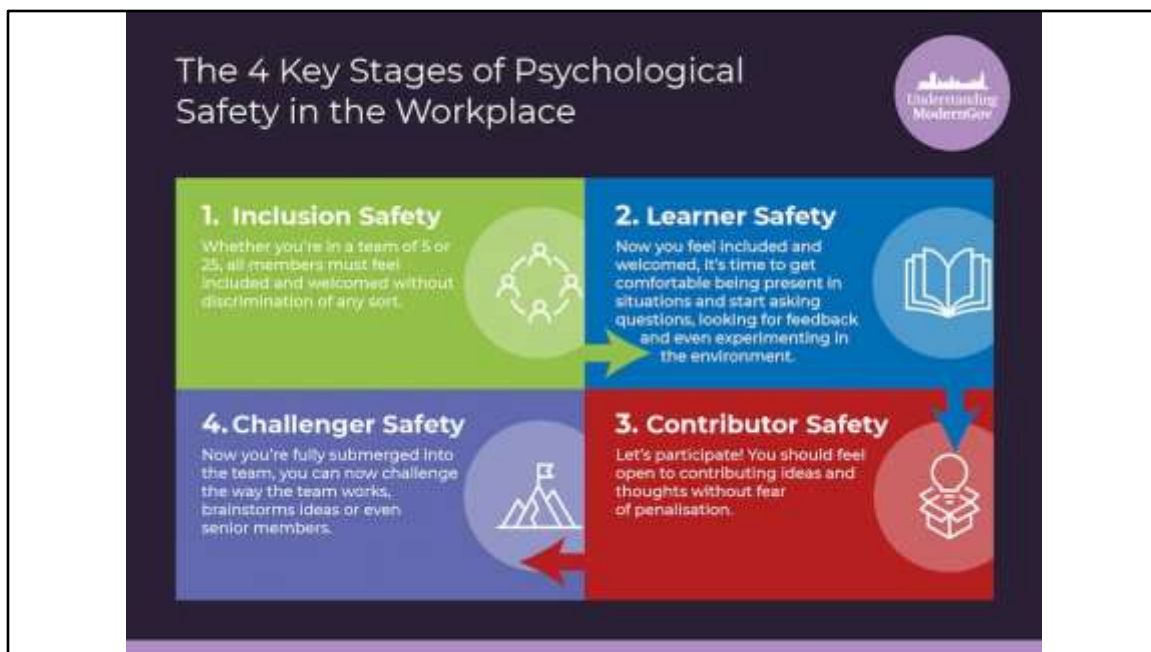 The 4 Key Stages of Psychological
Safety in the Workplace
Understanding
ModernGov
1. Inclusion Safety
Whether you're in a team of 5 or
25, all members must feel
included and welcomed without
discrimination of any sort.
2. Learner Safety
Now you feel included and
welcomed, it's time to get
comfortable being present in
situations and start asking
questions, looking for feedback
and even experimenting in
the environment.
3. Contributor Safety
Let's participate! You should feel
open to contributing ideas and
thoughts without fear
of penalisation.
4. Challenger Safety
Now you're fully submerged into
the team, you can now challenge
the way the team works,
brainstorms ideas or even
senior members.